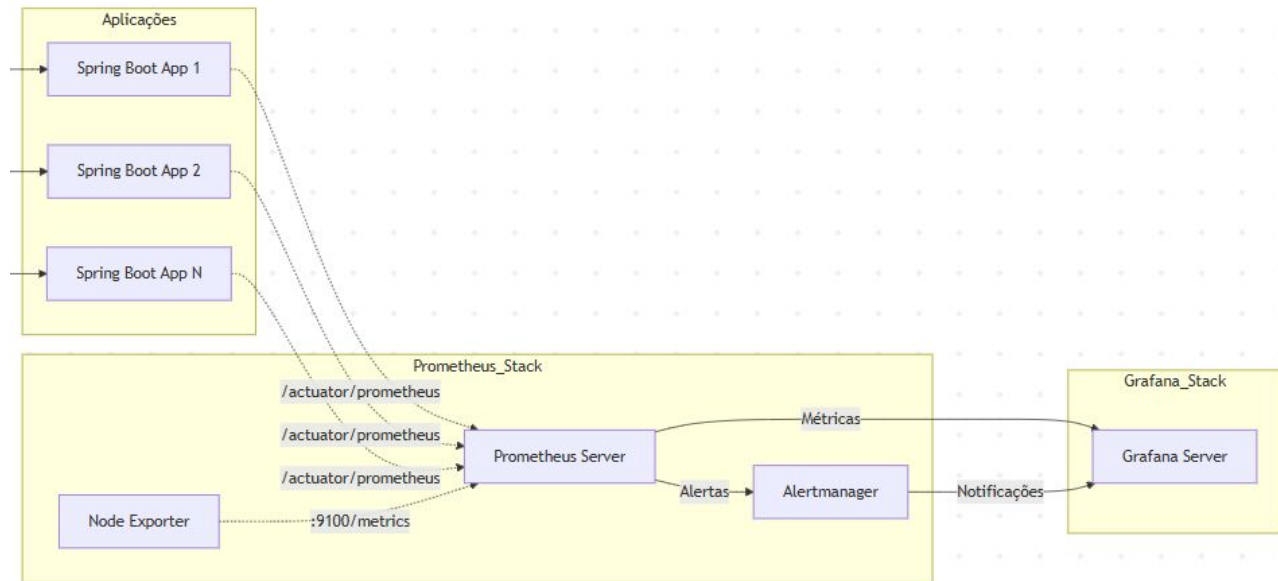 Aplicações
Spring Boot App 1
Spring Boot App 2
Spring Boot App N
Prometheus_Stack
/actuator/prometheus
/actuator/prometheus
/actuator/prometheus
Node Exporter
:9100/metrics
Prometheus Server
Métricas
Alertas
Alertmanager
Notificações
Grafana_Stack
Grafana Server